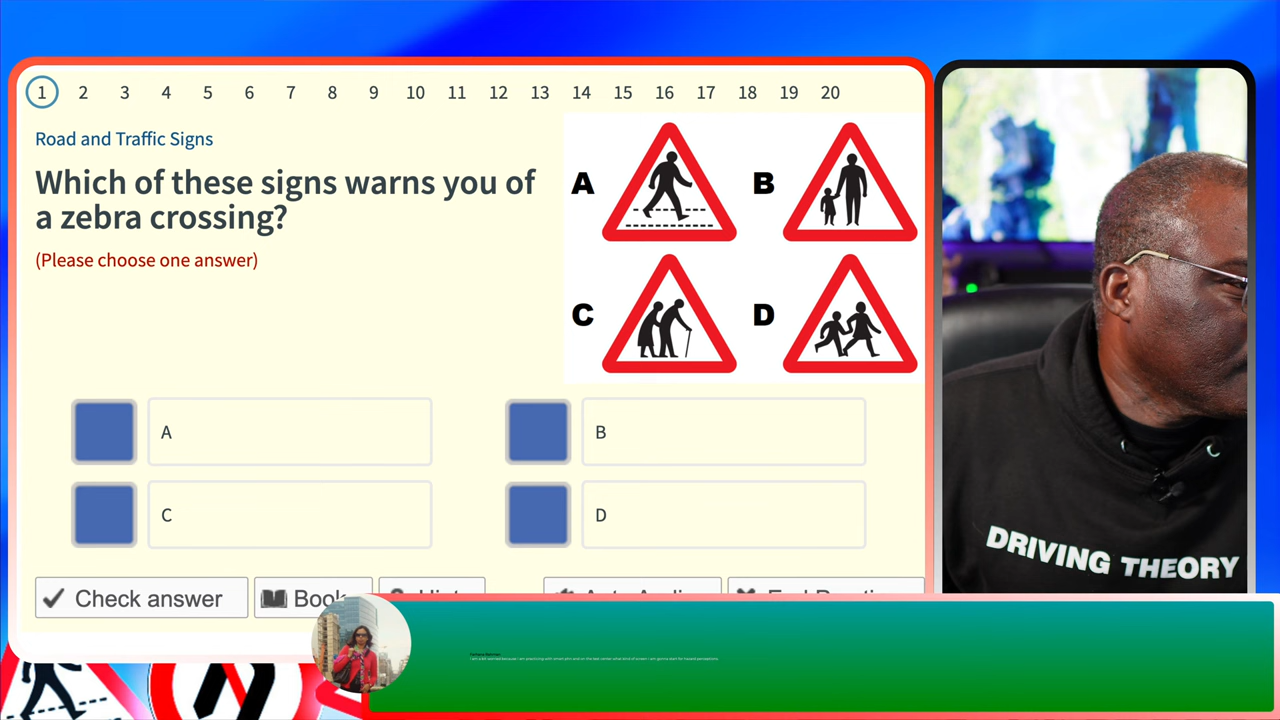 1 2 3 4 5 6 7 8 9 10 11 12 13 14 15 16 17 18 19 20
Road and Traffic Signs
Which of these signs warns you of
a zebra crossing?
(Please choose one answer)
A B
C D
A B
C D
Check answer Book
DRIVING THEORY